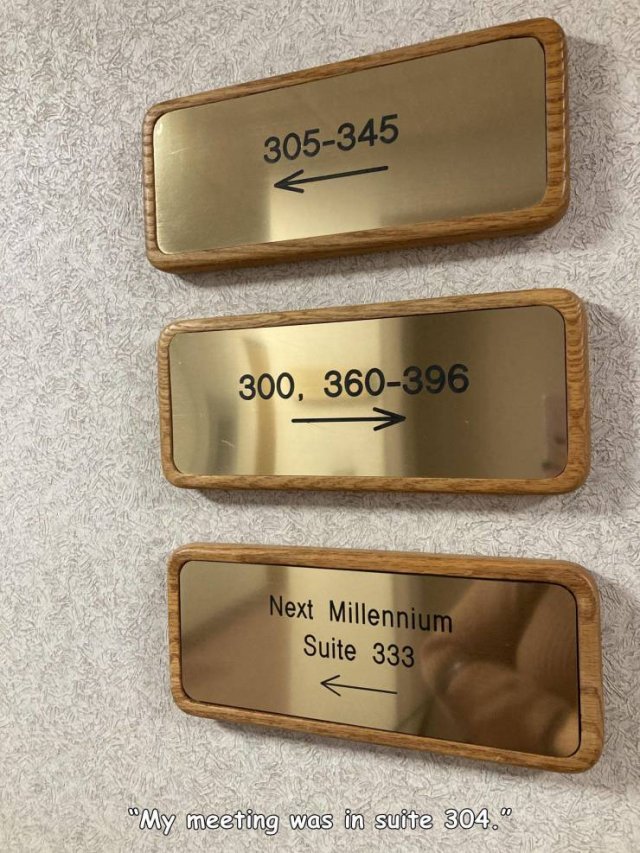 305-345
←
300, 360-396
→
Next Millennium
Suite 333
←
"My meeting was in suite 304."